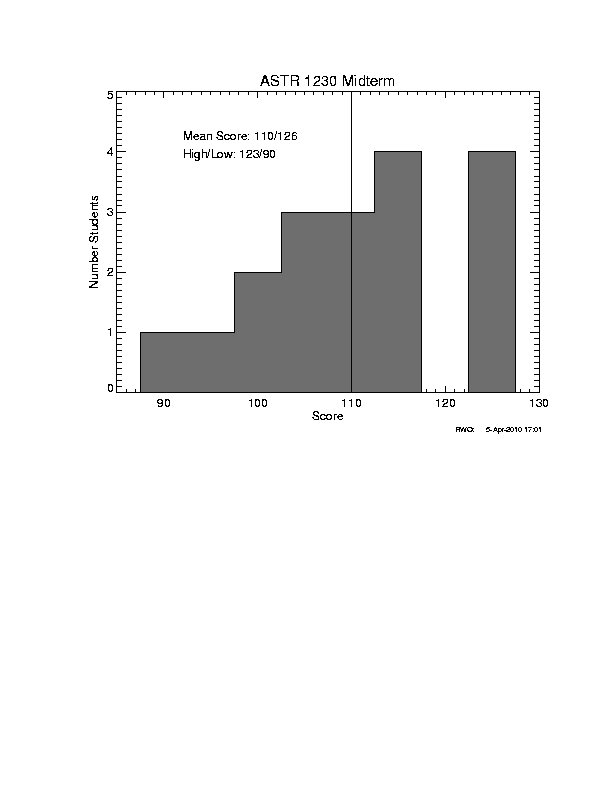 ASTR 1230 Midterm
5
Mean Score: 110/126
High/Low: 123/90
4
3
2
1
0
Number Students
90 100 110 120 130
Score
RWO: 5-Apr-2010 17:01